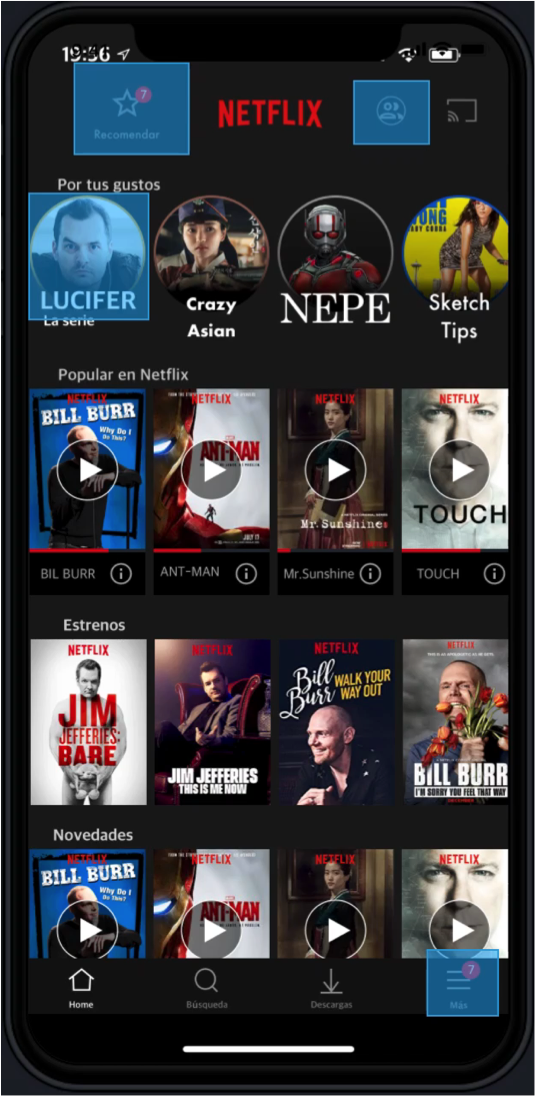 19:36
7
Recomendar
NETFLIX
Por tus gustos
LUCIFER
La serie
Crazy
Asian
NEPE
Sketch
Tips
Popular en Netflix
NETFLIX
BILL BURR
Why Do I
Do This?
NETFLIX
ANT-MAN
JULY 17
NETFLIX
Mr. Sunshine
NETFLIX
TOUCH
BIL BURR
ANT-MAN
Mr.Sunshine
TOUCH
Estrenos
NETFLIX
JIM
JEFFERIES:
BARE
NETFLIX
JIM JEFFERIES
THIS IS ME NOW
NETFLIX
Bill
Burr
WALK YOUR
WAY OUT
NETFLIX
BILL BURR
I'M SORRY YOU FEEL THAT WAY
Novedades
NETFLIX
BILL BURR
Why Do I
Do This?
NETFLIX
ANT-MAN
NETFLIX
NETFLIX
Home
Búsqueda
Descargas
7
Más